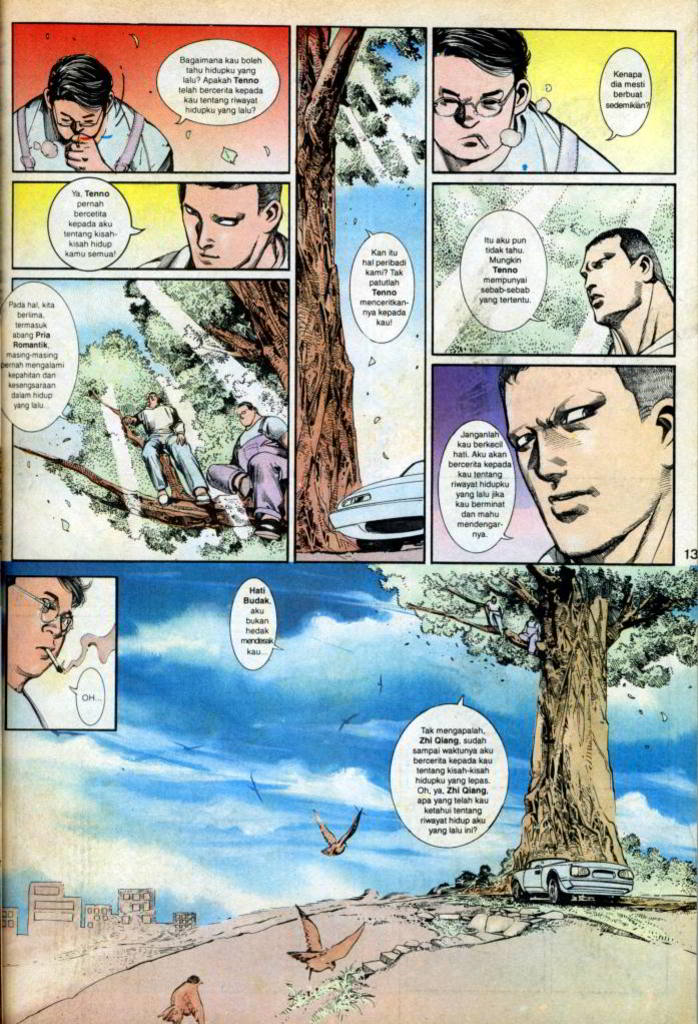 Bagaimana kau boleh
tahu hidupku yang
lalu? Apakah Tenno
telah bercerita kepada
kau tentang riwayat
hidupku yang lalu?
Ya, Tenno
pernah
bercetita
kepada aku
tentang kisah-
kisah hidup
kamu semua!
Pada hal, kita
berlima,
termasuk
abang Pria
Romantik,
masing-masing
pernah mengalami
kepahitan dan
kesengsaraan
dalam hidup
yang lalu...
Kan itu
hal peribadi
kami? Tak
patutlah
Tenno
menceritkan-
nya kepada
kau!
Kenapa
dia mesti
berbuat
sedemikian?
Itu aku pun
tidak tahu.
Mungkin
Tenno
mempunyai
sebab-sebab
yang tertentu.
Janganlah
kau berkecil
hati. Aku akan
bercerita kepada
kau tentang
riwayat hidupku
yang lalu jika
kau berminat
dan mahu
mendengar-
nya.
13
OH...
Hati
Budak,
aku
bukan
hedak
mendesak
kau...
Tak mengapalah,
Zhi Qiang, sudah
sampai waktunya aku
bercerita kepada kau
tentang kisah-kisah
hidupku yang lepas.
Oh, ya, Zhi Qiang,
apa yang telah kau
ketahui tentang
riwayat hidup aku
yang lalu ini?